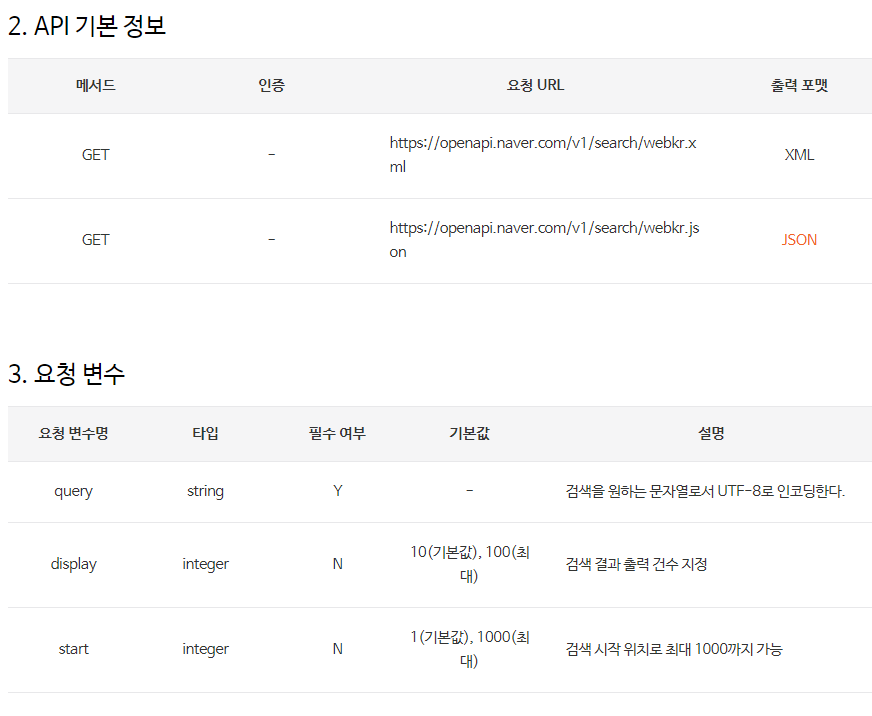 2. API 기본 정보
메서드 인증 요청 URL 출력 포맷
GET - https://openapi.naver.com/v1/search/webkr.x
ml XML
GET - https://openapi.naver.com/v1/search/webkr.js
on JSON
3. 요청 변수
요청 변수명 타입 필수 여부 기본값 설명
query string Y - 검색을 원하는 문자열로서 UTF-8로 인코딩한다.
display integer N 10(기본값), 100(최
대) 검색 결과 출력 건수 지정
start integer N 1(기본값), 1000(최
대) 검색 시작 위치로 최대 1000까지 가능